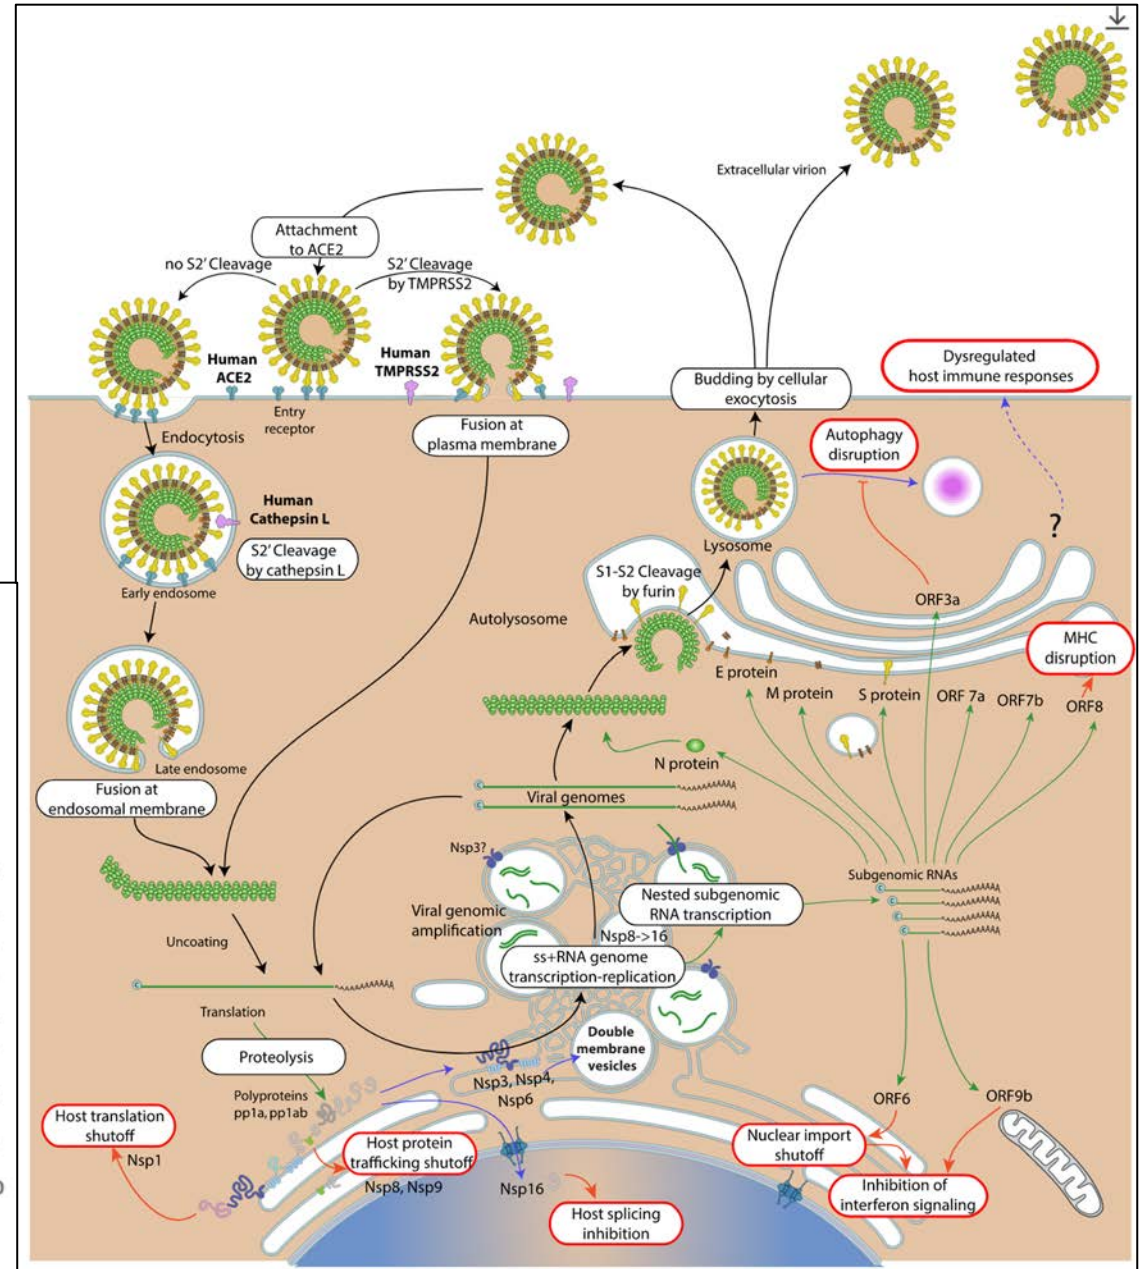 Extracellular virion
Attachment
to ACE2
no S2' Cleavage
S2' Cleavage
by TMPRSS2
Human
ACE2
Human
TMPRSS2
Entry
receptor
Endocytosis
Fusion at
plasma membrane
Budding by cellular
exocytosis
Dysregulated
host immune responses
Autophagy
disruption
Human
Cathepsin L
S2' Cleavage
by cathepsin L
Early endosome
Lysosome
?
S1-S2 Cleavage
by furin
Autolysosome
ORF3a
MHC
disruption
E protein
M protein
S protein
ORF 7a
ORF7b
ORF8
Late endosome
Fusion at
endosomal membrane
N protein
C
Viral genomes
C
Nsp3?
Viral genomic
amplification
Nested subgenomic
RNA transcription
Subgenomic RNAs
C
C
C
C
Nsp8->16
ss+RNA genome
transcription-replication
Uncoating
C
Translation
Proteolysis
Double
membrane
vesicles
Nsp3, Nsp4,
Nsp6
Polyproteins
pp1a, pp1ab
ORF6
ORF9b
Host translation
shutoff
Nsp1
Host protein
trafficking shutoff
Nsp8, Nsp9
Nsp16
Host splicing
inhibition
Nuclear import
shutoff
Inhibition of
interferon signaling